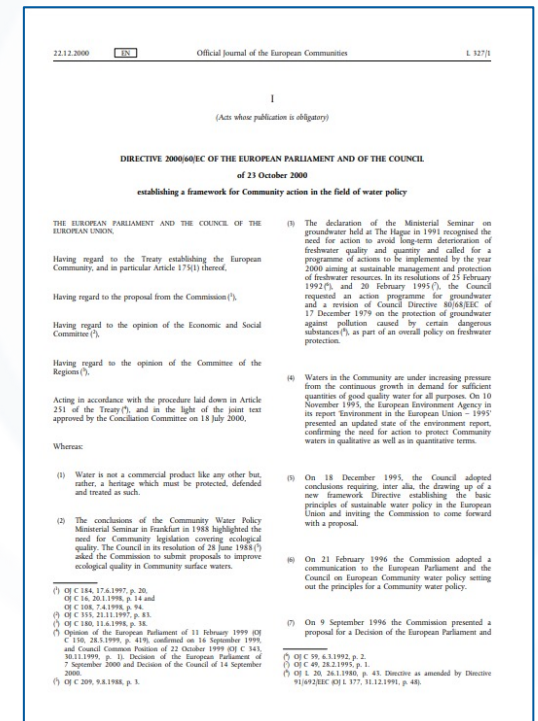 22.12.2000 EN Official Journal of the European Communities L 327/1
I
(Acts whose publication is obligatory)
DIRECTIVE 2000/60/EC OF THE EUROPEAN PARLIAMENT AND OF THE COUNCIL
of 23 October 2000
establishing a framework for Community action in the field of water policy
THE EUROPEAN PARLIAMENT AND THE COUNCIL OF THE
EUROPEAN UNION,
Having regard to the Treaty establishing the European
Community, and in particular Article 175(1) thereof,
Having regard to the proposal from the Commission (1),
Having regard to the opinion of the Economic and Social
Committee (2),
Having regard to the opinion of the Committee of the
Regions (3),
Acting in accordance with the procedure laid down in Article
251 of the Treaty (4), and in the light of the joint text
approved by the Conciliation Committee on 18 July 2000,
Whereas:
(1) Water is not a commercial product like any other but,
rather, a heritage which must be protected, defended
and treated as such.
(2) The conclusions of the Community Water Policy
Ministerial Seminar in Frankfurt in 1988 highlighted the
need for Community legislation covering ecological
quality. The Council in its resolution of 28 June 1988 (5)
asked the Commission to submit proposals to improve
ecological quality in Community surface waters.
(1) OJ C 184, 17.6.1997, p. 20,
OJ C 16, 20.1.1998, p. 14 and
OJ C 108, 7.4.1998, p. 94.
(2) OJ C 355, 21.11.1997, p. 83.
(3) OJ C 180, 11.6.1998, p. 38.
(4) Opinion of the European Parliament of 11 February 1999 (OJ
C 150, 28.5.1999, p. 419), confirmed on 16 September 1999,
and Council Common Position of 22 October 1999 (OJ C 343,
30.11.1999, p. 1). Decision of the European Parliament of
7 September 2000 and Decision of the Council of 14 September
2000.
(5) OJ C 209, 9.8.1988, p. 3.
(3) The declaration of the Ministerial Seminar on
groundwater held at The Hague in 1991 recognised the
need for action to avoid long-term deterioration of
freshwater quality and quantity and called for a
programme of actions to be implemented by the year
2000 aiming at sustainable management and protection
of freshwater resources. In its resolutions of 25 February
1992 (6), and 20 February 1995 (7), the Council
requested an action programme for groundwater
and a revision of Council Directive 80/68/EEC of
17 December 1979 on the protection of groundwater
against pollution caused by certain dangerous
substances (8), as part of an overall policy on freshwater
protection.
(4) Waters in the Community are under increasing pressure
from the continuous growth in demand for sufficient
quantities of good quality water for all purposes. On 10
November 1995, the European Environment Agency in
its report 'Environment in the European Union – 1995'
presented an updated state of the environment report,
confirming the need for action to protect Community
waters in qualitative as well as in quantitative terms.
(5) On 18 December 1995, the Council adopted
conclusions requiring, inter alia, the drawing up of a
new framework Directive establishing the basic
principles of sustainable water policy in the European
Union and inviting the Commission to come forward
with a proposal.
(6) On 21 February 1996 the Commission adopted a
communication to the European Parliament and the
Council on European Community water policy setting
out the principles for a Community water policy.
(7) On 9 September 1996 the Commission presented a
proposal for a Decision of the European Parliament and
(6) OJ C 59, 6.3.1992, p. 2.
(7) OJ C 49, 28.2.1995, p. 1.
(8) OJ L 20, 26.1.1980, p. 43. Directive as amended by Directive
91/692/EEC (OJ L 377, 31.12.1991, p. 48).